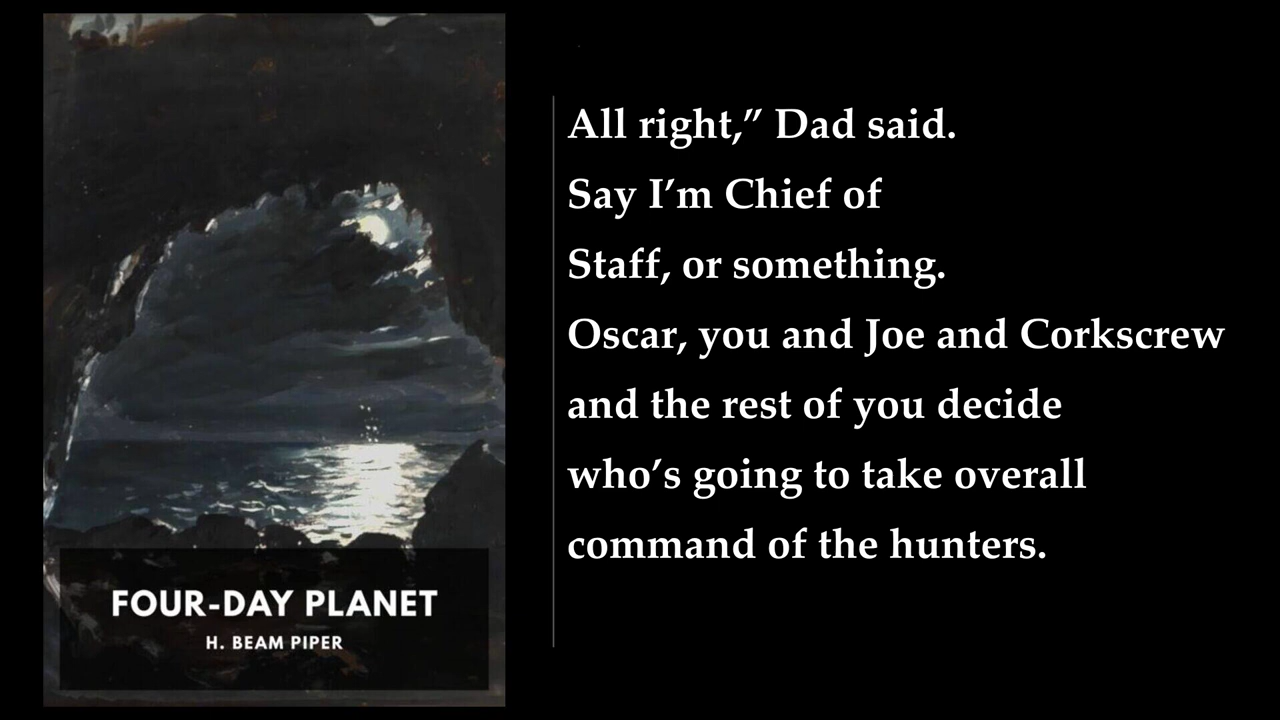 FOUR-DAY PLANET
H. BEAM PIPER
All right,” Dad said.
Say I’m Chief of
Staff, or something.
Oscar, you and Joe and Corkscrew
and the rest of you decide
who’s going to take overall
command of the hunters.